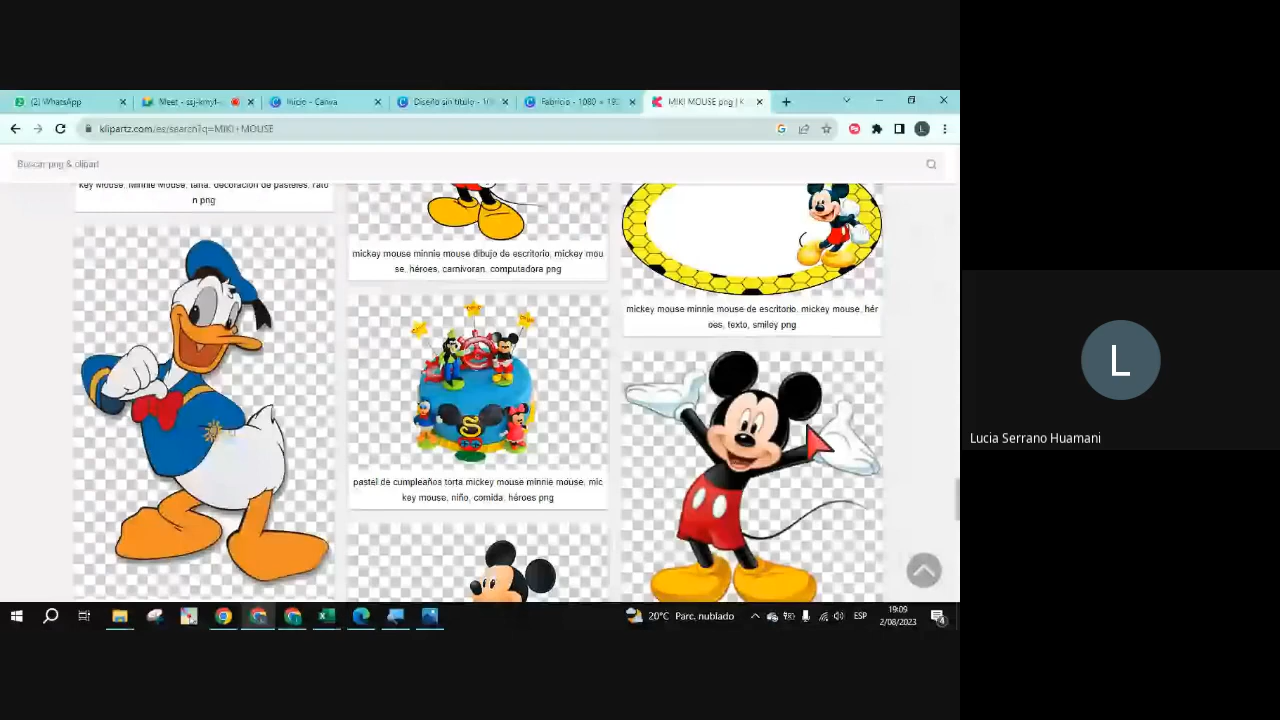 (2) WhatsApp
Meet - ssj-kmyf-
Inicio - Canva
Diseño sin título - 10
Fabricio - 1080 × 192
MIKI MOUSE png | K
klipartz.com/es/search?q=MIKI+MOUSE
L
Buscar png & clipart
key mouse, Minnie Mouse, tarta, decoración de pasteles, rato
n png
mickey mouse minnie mouse dibujo de escritorio, mickey mou
se, héroes, carnivoran, computadora png
mickey mouse minnie mouse de escritorio, mickey mouse, hér
oes, texto, smiley png
S
pastel de cumpleaños torta mickey mouse minnie mouse, mic
key mouse, niño, comida, héroes png
L
Lucia Serrano Huamani
20°C Parc. nublado
ESP
19:09
2/08/2023
4